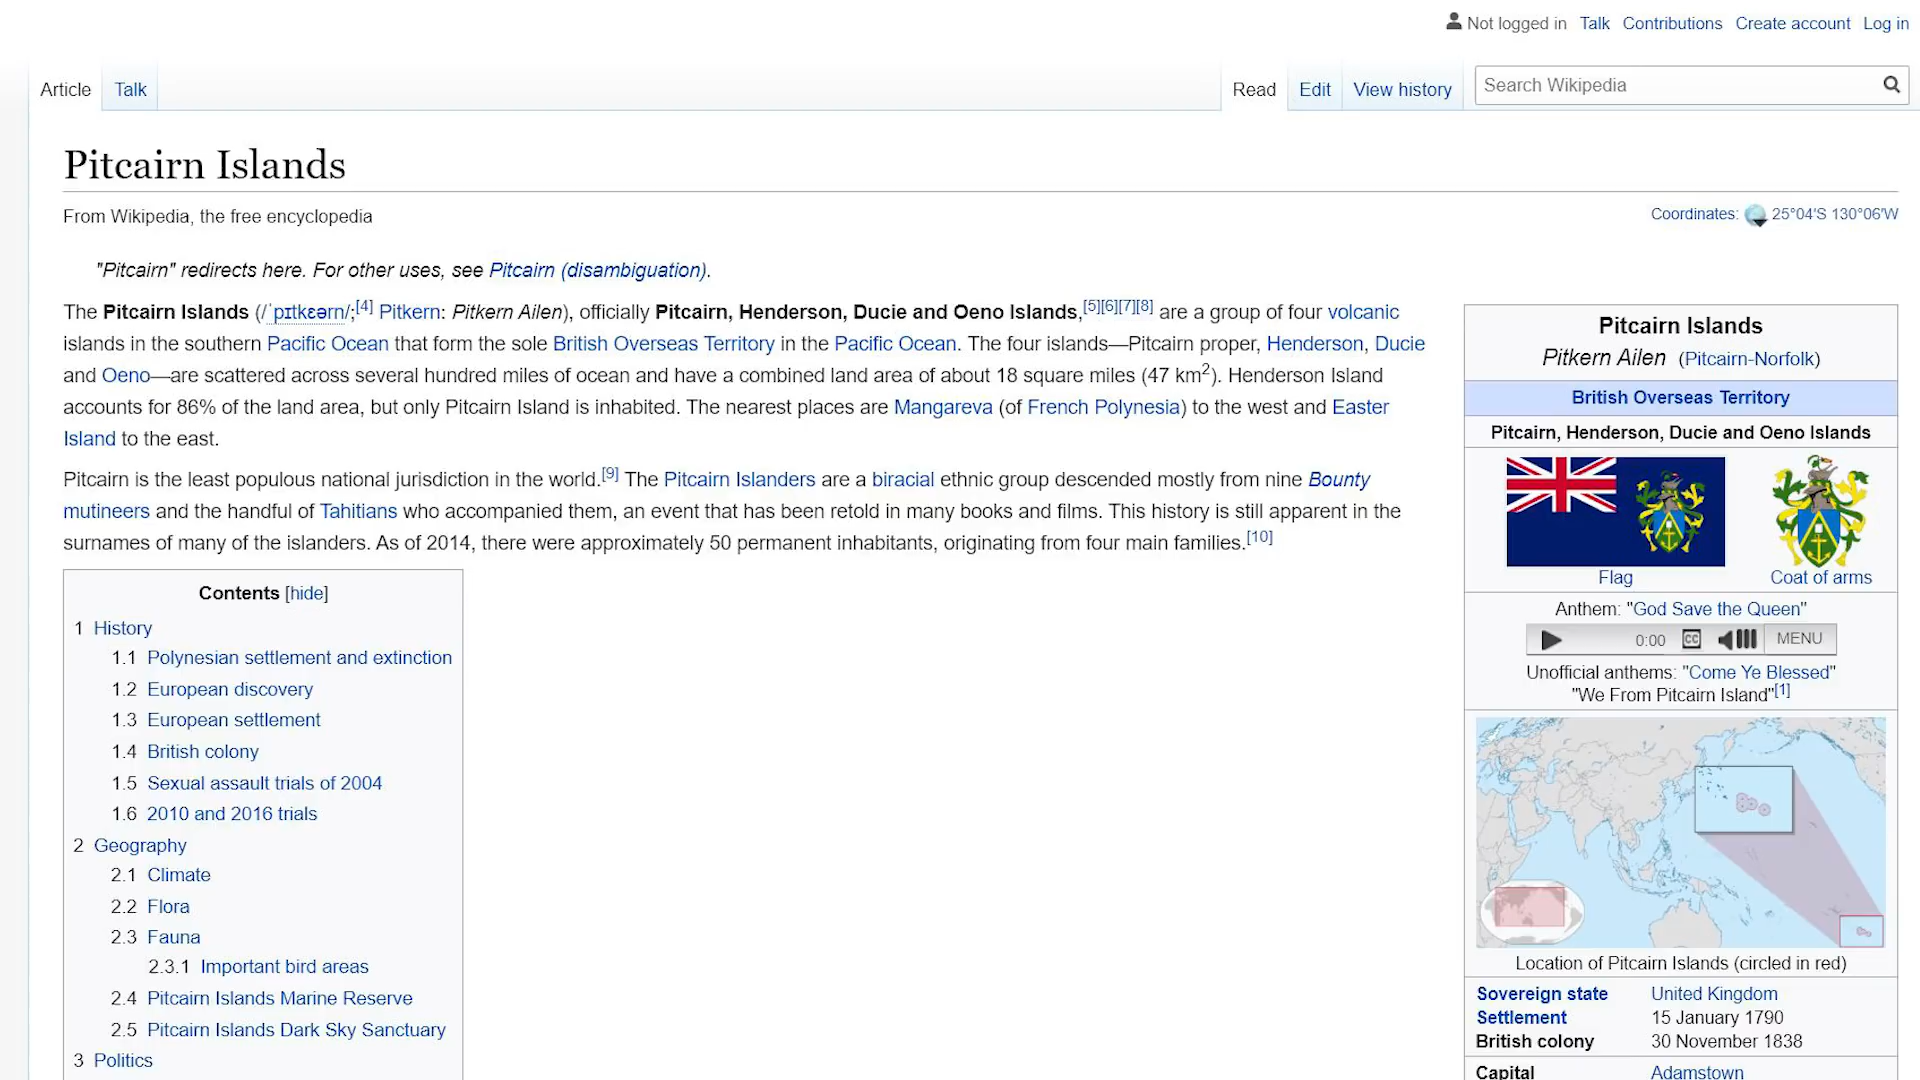 Not logged in Talk Contributions Create account Log in
Article Talk Read Edit View history Search Wikipedia
Pitcairn Islands
From Wikipedia, the free encyclopedia
Coordinates: 25°04′S 130°06′W
"Pitcairn" redirects here. For other uses, see Pitcairn (disambiguation).
The Pitcairn Islands (/ˈpɪtkɛərn/;[4] Pitkern: Pitkern Ailen), officially Pitcairn, Henderson, Ducie and Oeno Islands,[5][6][7][8] are a group of four volcanic
islands in the southern Pacific Ocean that form the sole British Overseas Territory in the Pacific Ocean. The four islands—Pitcairn proper, Henderson, Ducie
and Oeno—are scattered across several hundred miles of ocean and have a combined land area of about 18 square miles (47 km2). Henderson Island
accounts for 86% of the land area, but only Pitcairn Island is inhabited. The nearest places are Mangareva (of French Polynesia) to the west and Easter
Island to the east.
Pitcairn is the least populous national jurisdiction in the world.[9] The Pitcairn Islanders are a biracial ethnic group descended mostly from nine Bounty
mutineers and the handful of Tahitians who accompanied them, an event that has been retold in many books and films. This history is still apparent in the
surnames of many of the islanders. As of 2014, there were approximately 50 permanent inhabitants, originating from four main families.[10]
Contents [hide]
1 History
1.1 Polynesian settlement and extinction
1.2 European discovery
1.3 European settlement
1.4 British colony
1.5 Sexual assault trials of 2004
1.6 2010 and 2016 trials
2 Geography
2.1 Climate
2.2 Flora
2.3 Fauna
2.3.1 Important bird areas
2.4 Pitcairn Islands Marine Reserve
2.5 Pitcairn Islands Dark Sky Sanctuary
3 Politics
Pitcairn Islands
Pitkern Ailen (Pitcairn-Norfolk)
British Overseas Territory
Pitcairn, Henderson, Ducie and Oeno Islands
Flag Coat of arms
Anthem: "God Save the Queen"
0:00 CC MENU
Unofficial anthems: "Come Ye Blessed"
"We From Pitcairn Island"[1]
Location of Pitcairn Islands (circled in red)
Sovereign state United Kingdom
Settlement 15 January 1790
British colony 30 November 1838
Capital Adamstown